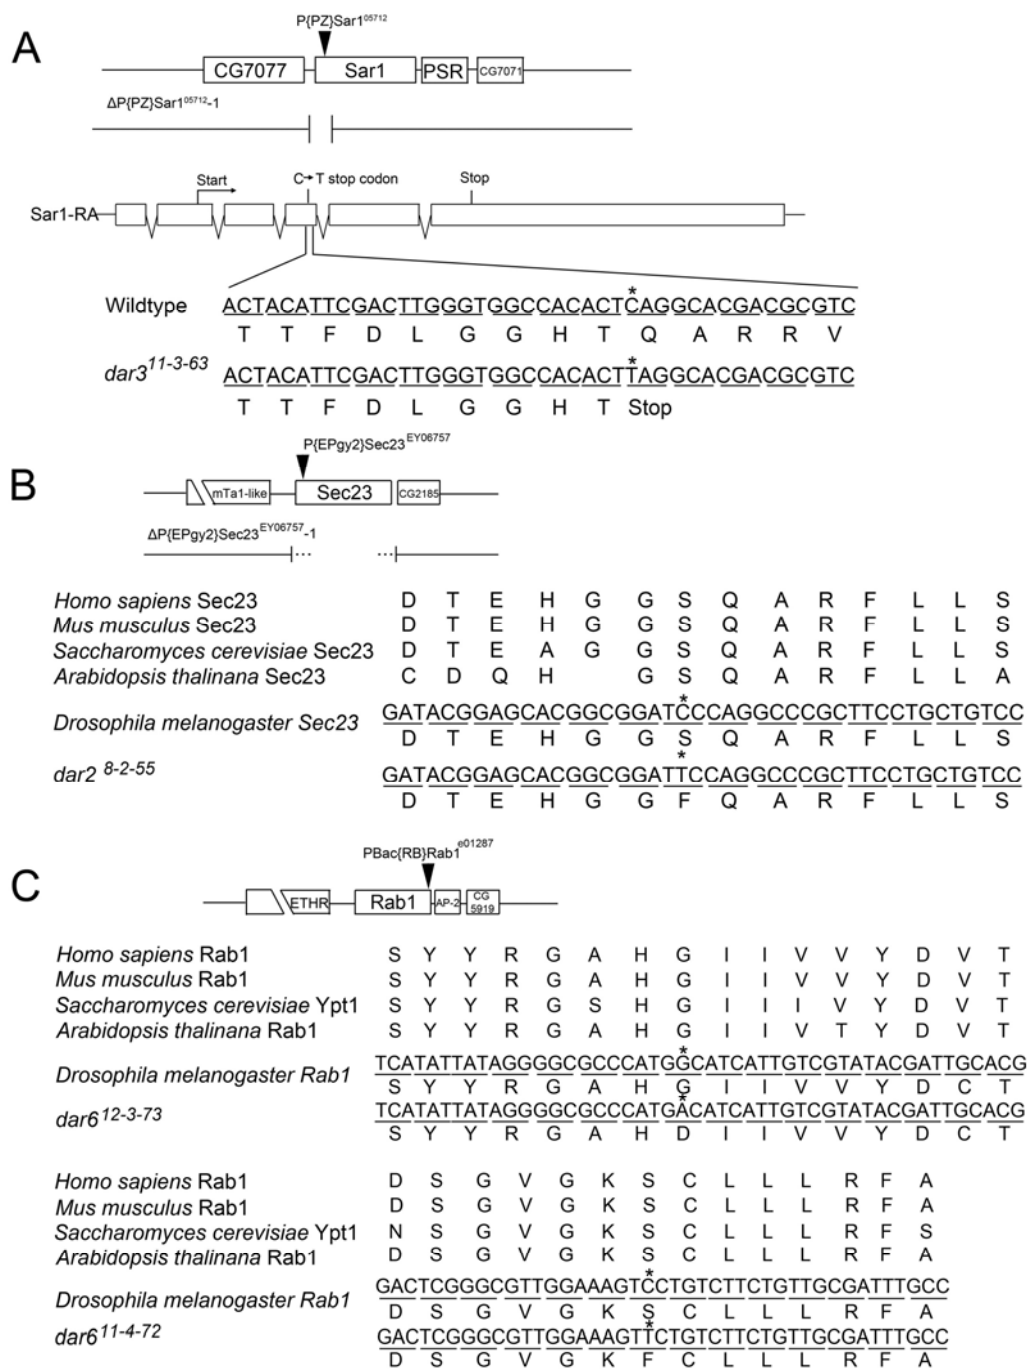 A
P{PZ}Sar1^05712
CG7077 Sar1 PSR CG7071
ΔP{PZ}Sar1^05712-1
Start C→T stop codon Stop
Sar1-RA
*
Wildtype ACTACATTCGACTTGGGTGGCCACACTCAGGCACGACGCGTC
T T F D L G G H T Q A R R V
*
dar3^11-3-63 ACTACATTCGACTTGGGTGGCCACACTTAGGCACGACGCGTC
T T F D L G G H T Stop
B
P{EPgy2}Sec23^EY06757
mTa1-like Sec23 CG2185
ΔP{EPgy2}Sec23^EY06757-1
Homo sapiens Sec23 D T E H G G S Q A R F L L S
Mus musculus Sec23 D T E H G G S Q A R F L L S
Saccharomyces cerevisiae Sec23 D T E A G G S Q A R F L L S
Arabidopsis thalinana Sec23 C D Q H G S Q A R F L L A
*
Drosophila melanogaster Sec23 GATACGGAGCACGGCGGATCCCAGGCCCGCTTCCTGCTGTCC
D T E H G G S Q A R F L L S
*
dar2^8-2-55 GATACGGAGCACGGCGGATTCCAGGCCCGCTTCCTGCTGTCC
D T E H G G F Q A R F L L S
C
PBac{RB}Rab1^e01287
ETHR Rab1 AP-2 CG 5919
Homo sapiens Rab1 S Y Y R G A H G I I V V Y D V T
Mus musculus Rab1 S Y Y R G A H G I I V V Y D V T
Saccharomyces cerevisiae Ypt1 S Y Y R G S H G I I I V Y D V T
Arabidopsis thalinana Rab1 S Y Y R G A H G I I V T Y D V T
*
Drosophila melanogaster Rab1 TCATATTATAGGGGCGCCCATGGCATCATTGTCGTATACGATTGCACG
S Y Y R G A H G I I V V Y D C T
*
dar6^12-3-73 TCATATTATAGGGGCGCCCATGACATCATTGTCGTATACGATTGCACG
S Y Y R G A H D I I V V Y D C T
Homo sapiens Rab1 D S G V G K S C L L L R F A
Mus musculus Rab1 D S G V G K S C L L L R F A
Saccharomyces cerevisiae Ypt1 N S G V G K S C L L L R F S
Arabidopsis thalinana Rab1 D S G V G K S C L L L R F A
*
Drosophila melanogaster Rab1 GACTCGGGCGTTGGAAAGTCCTGTCTTCTGTTGCGATTTGCC
D S G V G K S C L L L R F A
*
dar6^11-4-72 GACTCGGGCGTTGGAAAGTTCTGTCTTCTGTTGCGATTTGCC
D S G V G K F C L L L R F A